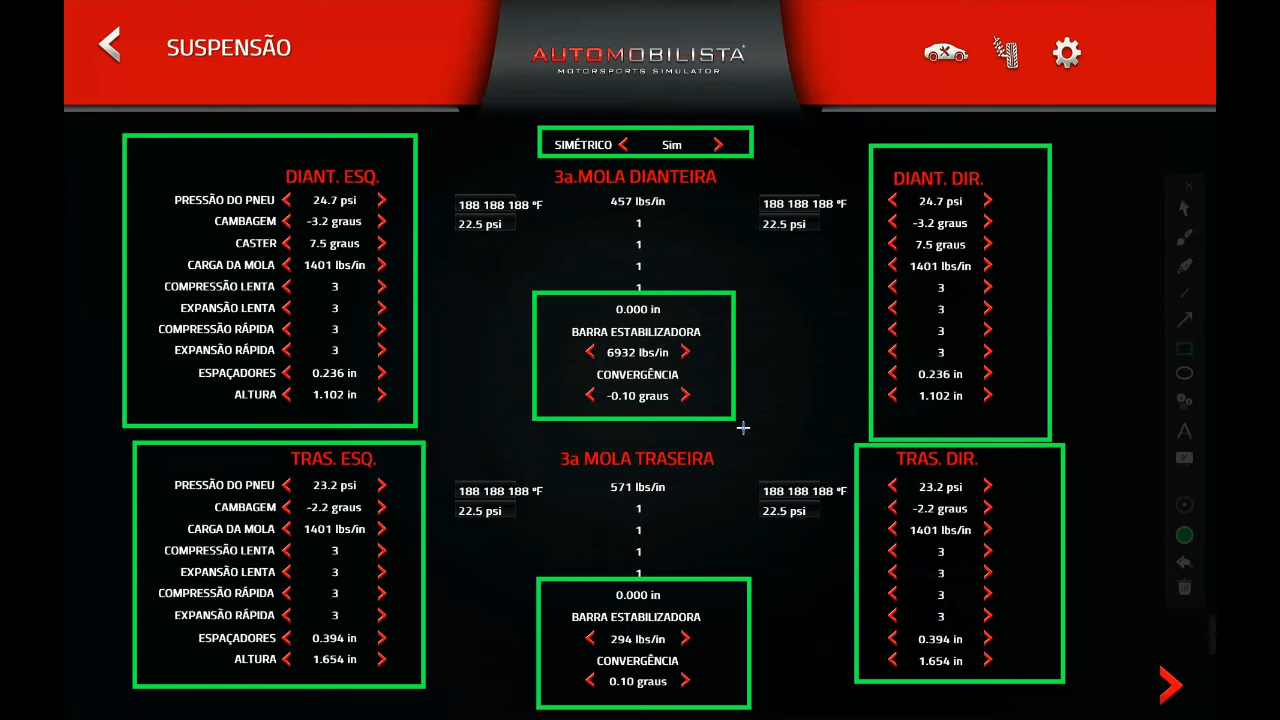 SUSPENSÃO
AUTOMOBILISTA
MOTORSPORTS SIMULATOR
SIMÉTRICO Sim
DIANT. ESQ.
PRESSÃO DO PNEU 24.7 psi
CAMBAGEM -3.2 graus
CASTER 7.5 graus
CARGA DA MOLA 1401 lbs/in
COMPRESSÃO LENTA 3
EXPANSÃO LENTA 3
COMPRESSÃO RÁPIDA 3
EXPANSÃO RÁPIDA 3
ESPAÇADORES 0.236 in
ALTURA 1.102 in
3a.MOLA DIANTEIRA
188 188 188 ºF
22.5 psi
457 lbs/in
1
1
1
1
0.000 in
BARRA ESTABILIZADORA
6932 lbs/in
CONVERGÊNCIA
-0.10 graus
188 188 188 ºF
22.5 psi
DIANT. DIR.
24.7 psi
-3.2 graus
7.5 graus
1401 lbs/in
3
3
3
3
0.236 in
1.102 in
TRAS. ESQ.
PRESSÃO DO PNEU 23.2 psi
CAMBAGEM -2.2 graus
CARGA DA MOLA 1401 lbs/in
COMPRESSÃO LENTA 3
EXPANSÃO LENTA 3
COMPRESSÃO RÁPIDA 3
EXPANSÃO RÁPIDA 3
ESPAÇADORES 0.394 in
ALTURA 1.654 in
3a MOLA TRASEIRA
188 188 188 ºF
22.5 psi
571 lbs/in
1
1
1
1
0.000 in
BARRA ESTABILIZADORA
294 lbs/in
CONVERGÊNCIA
0.10 graus
188 188 188 ºF
22.5 psi
TRAS. DIR.
23.2 psi
-2.2 graus
1401 lbs/in
3
3
3
3
0.394 in
1.654 in